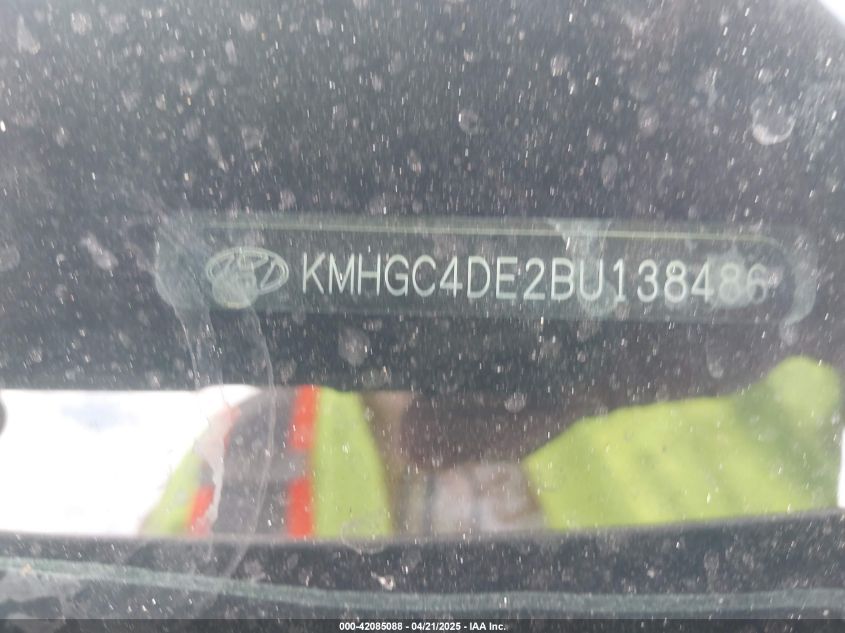 KMHGC4DE2BU138486
000-42085088 - 04/21/2025 - IAA Inc.